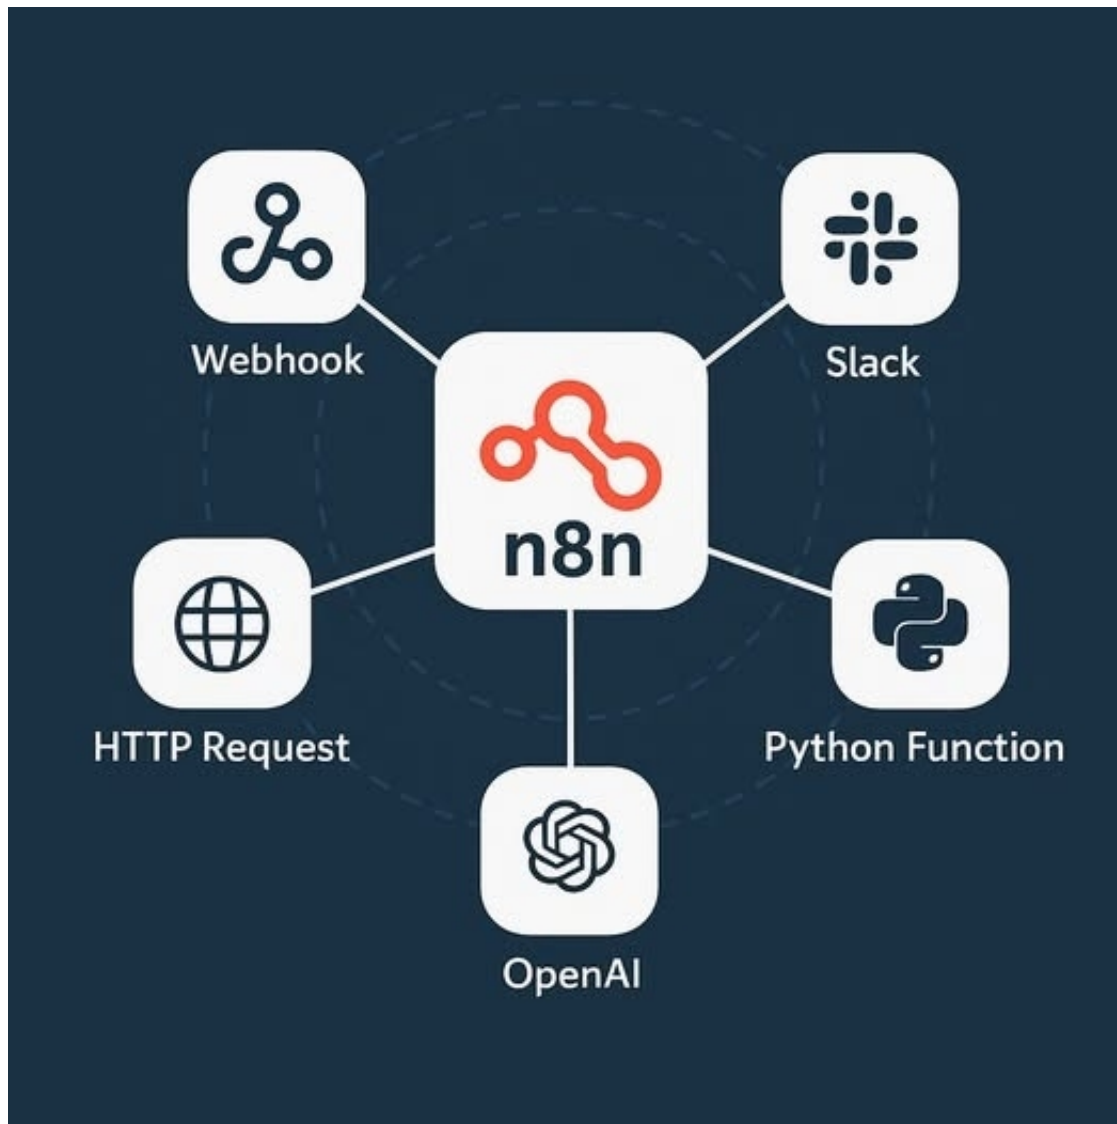 Webhook
Slack
n8n
HTTP Request
Python Function
OpenAI